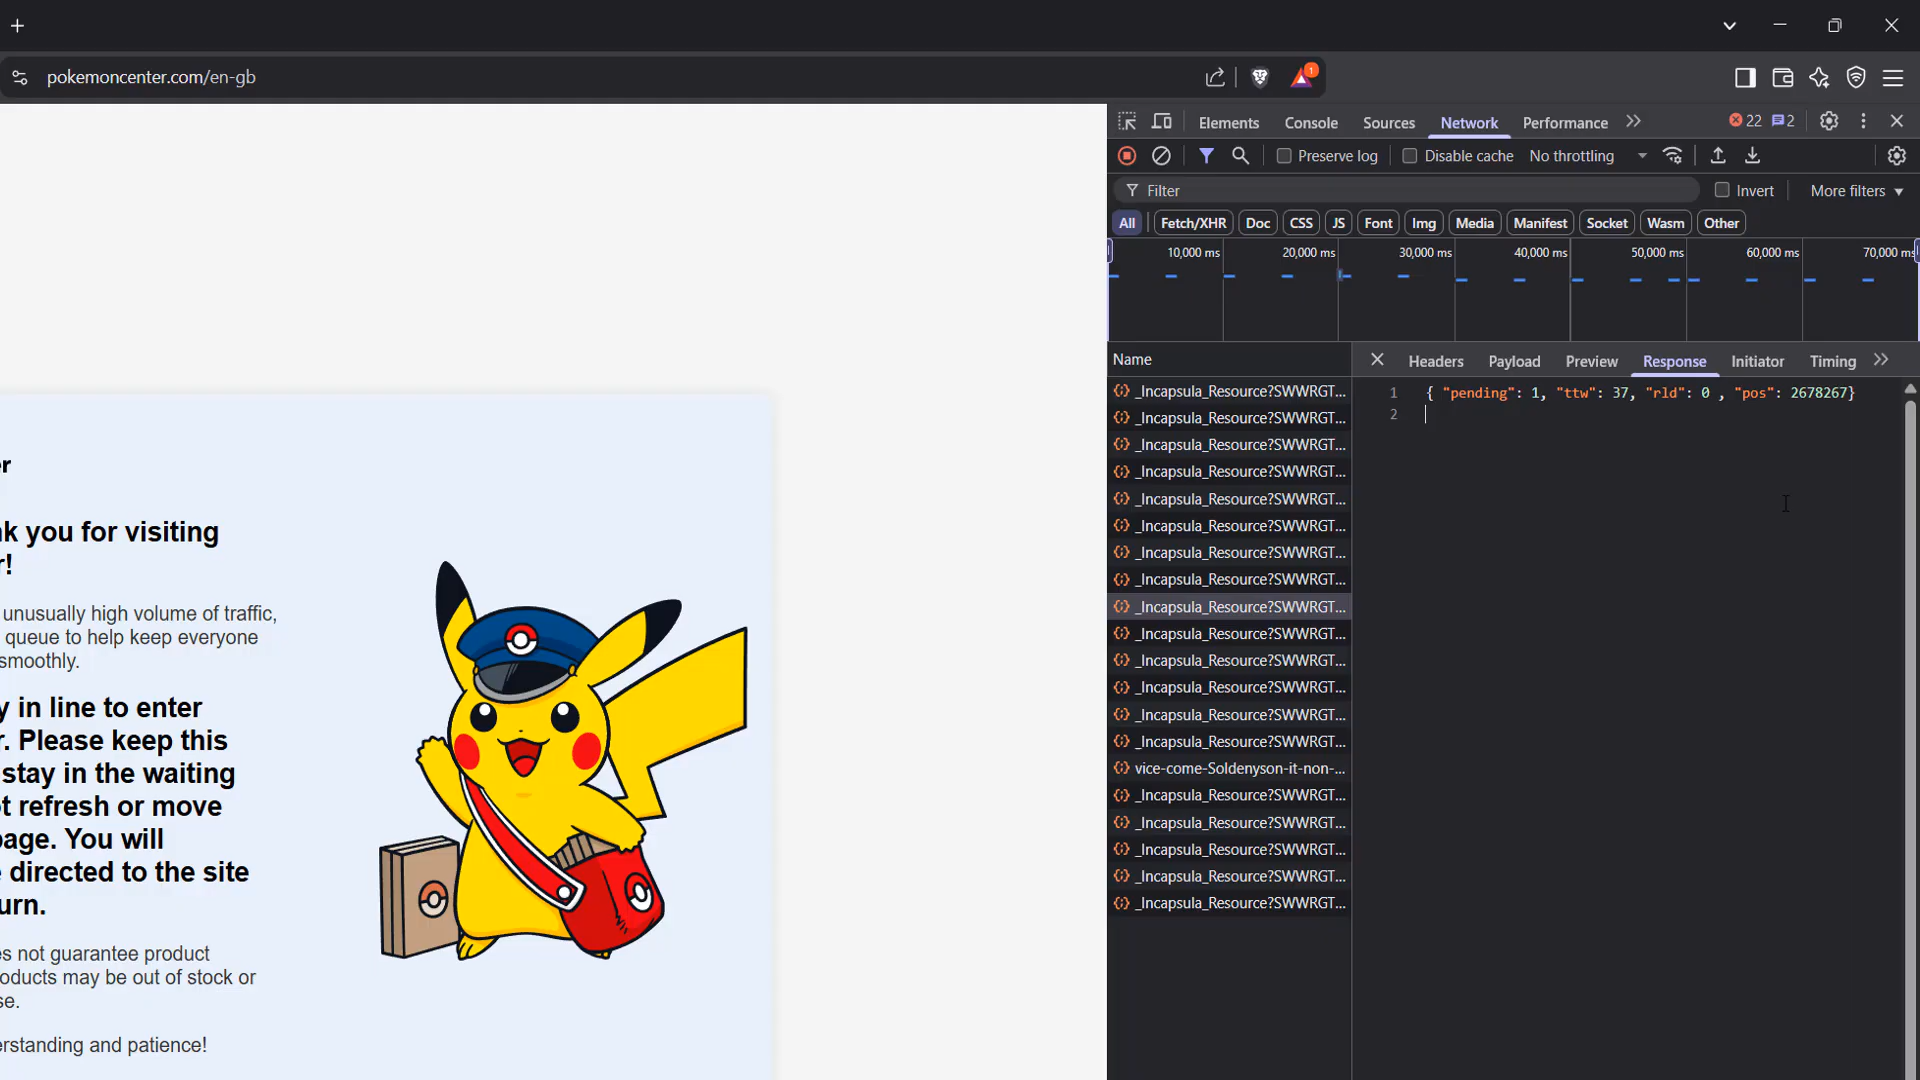 pokemoncenter.com/en-gb
1
Elements
Console
Sources
Network
Performance
22
2
Preserve log
Disable cache
No throttling
Filter
Invert
More filters
All
Fetch/XHR
Doc
CSS
JS
Font
Img
Media
Manifest
Socket
Wasm
Other
10,000 ms
20,000 ms
30,000 ms
40,000 ms
50,000 ms
60,000 ms
70,000 ms
Name
Headers
Payload
Preview
Response
Initiator
Timing
_Incapsula_Resource?SWWRGT...
_Incapsula_Resource?SWWRGT...
_Incapsula_Resource?SWWRGT...
_Incapsula_Resource?SWWRGT...
_Incapsula_Resource?SWWRGT...
_Incapsula_Resource?SWWRGT...
_Incapsula_Resource?SWWRGT...
_Incapsula_Resource?SWWRGT...
_Incapsula_Resource?SWWRGT...
_Incapsula_Resource?SWWRGT...
_Incapsula_Resource?SWWRGT...
_Incapsula_Resource?SWWRGT...
_Incapsula_Resource?SWWRGT...
_Incapsula_Resource?SWWRGT...
vice-come-Soldenyson-it-non-...
_Incapsula_Resource?SWWRGT...
_Incapsula_Resource?SWWRGT...
_Incapsula_Resource?SWWRGT...
_Incapsula_Resource?SWWRGT...
_Incapsula_Resource?SWWRGT...
1 { "pending": 1, "ttw": 37, "rld": 0 , "pos": 2678267}
2
er
nk you for visiting
r!
unusually high volume of traffic,
queue to help keep everyone
smoothly.
y in line to enter
r. Please keep this
stay in the waiting
ot refresh or move
page. You will
e directed to the site
urn.
es not guarantee product
oducts may be out of stock or
se.
erstanding and patience!